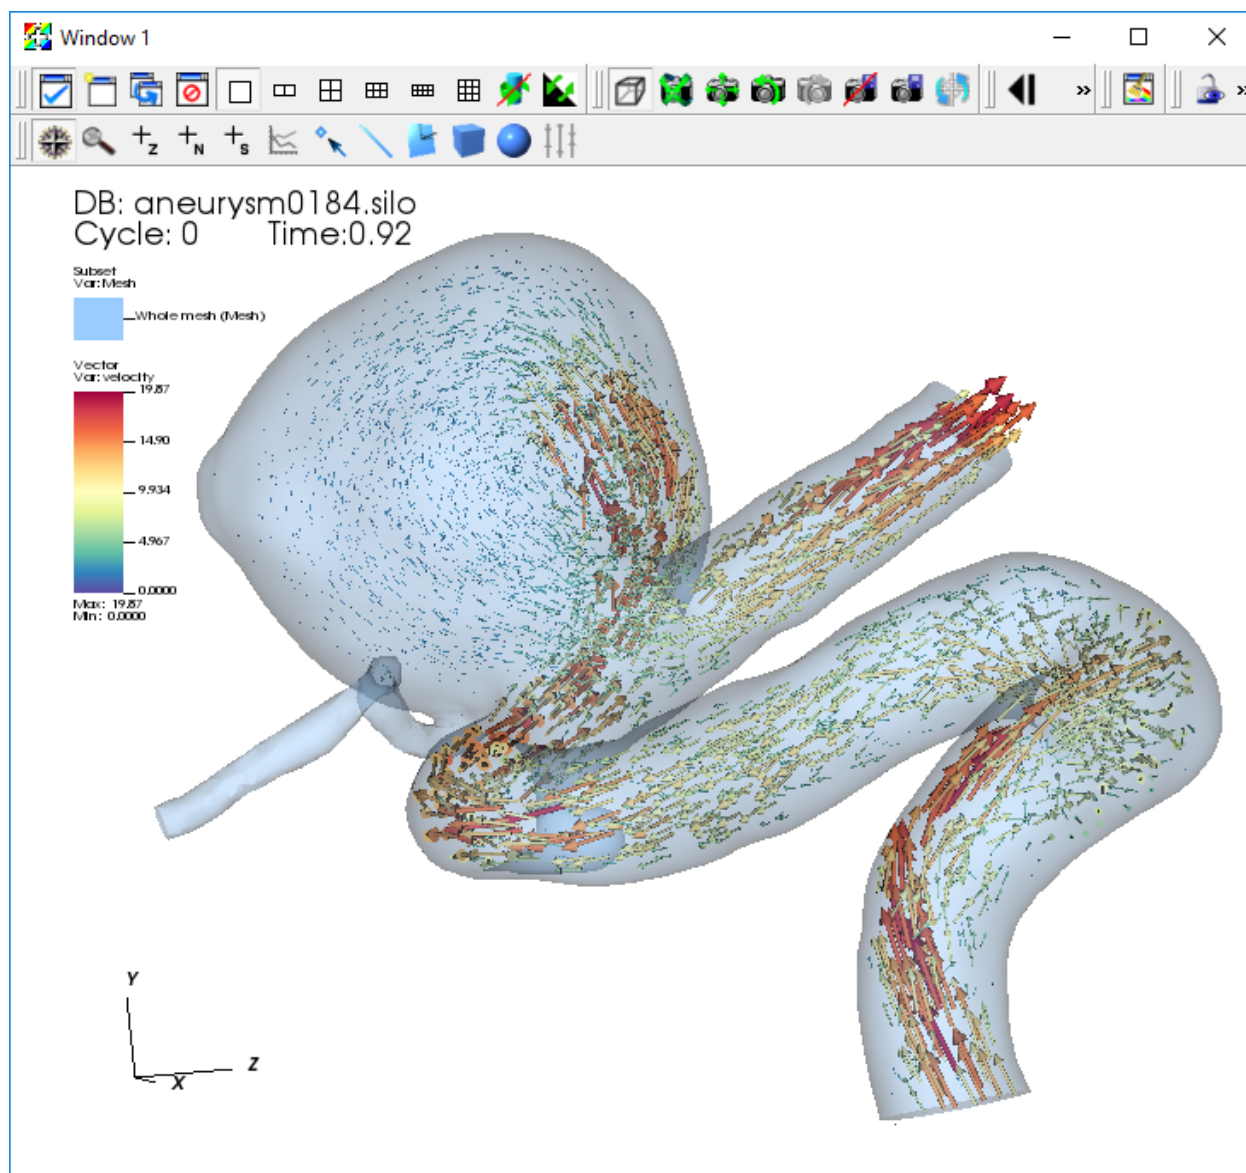 Window 1
+Z
+N
+S
DB: aneurysm0184.silo
Cycle: 0 Time:0.92
Subset
Var: Mesh
Whole mesh (Mesh)
Vector
Var: velocity
19.87
14.90
9.934
4.967
0.0000
Max: 19.87
Min: 0.0000
Y
Z
X